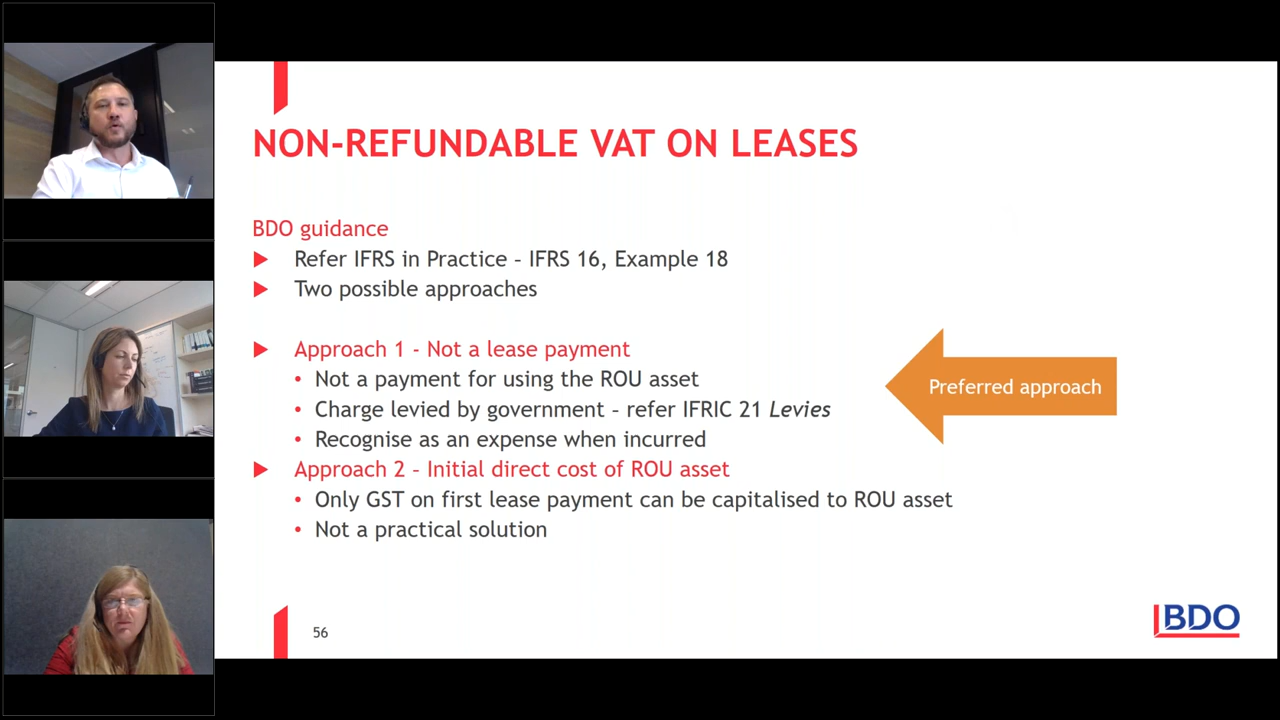 NON-REFUNDABLE VAT ON LEASES
BDO guidance
Refer IFRS in Practice – IFRS 16, Example 18
Two possible approaches
Approach 1 - Not a lease payment
Not a payment for using the ROU asset
Charge levied by government – refer IFRIC 21 Levies
Recognise as an expense when incurred
Preferred approach
Approach 2 – Initial direct cost of ROU asset
Only GST on first lease payment can be capitalised to ROU asset
Not a practical solution
56
BDO